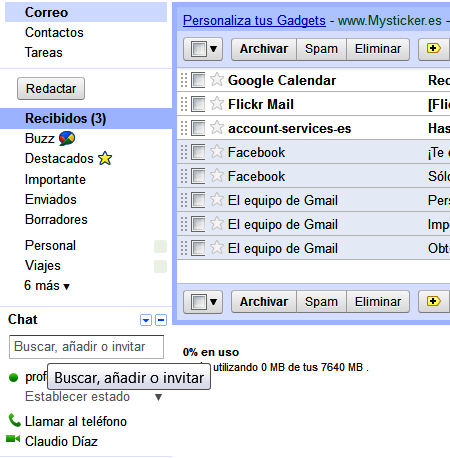 Correo
Contactos
Tareas
Redactar
Recibidos (3)
Buzz
Destacados
Importante
Enviados
Borradores
Personal
Viajes
6 más ▾
Chat
Buscar, añadir o invitar
Buscar, añadir o invitar
Establecer estado
Llamar al teléfono
Claudio Díaz
Personaliza tus Gadgets - www.Mysticker.es -
Archivar Spam Eliminar
Google Calendar Rec
Flickr Mail [Fli
account-services-es Has
Facebook ¡Te
Facebook Sólo
El equipo de Gmail Pers
El equipo de Gmail Impo
El equipo de Gmail Obt
Archivar Spam Eliminar
0% en uso
utilizando 0 MB de tus 7640 MB .